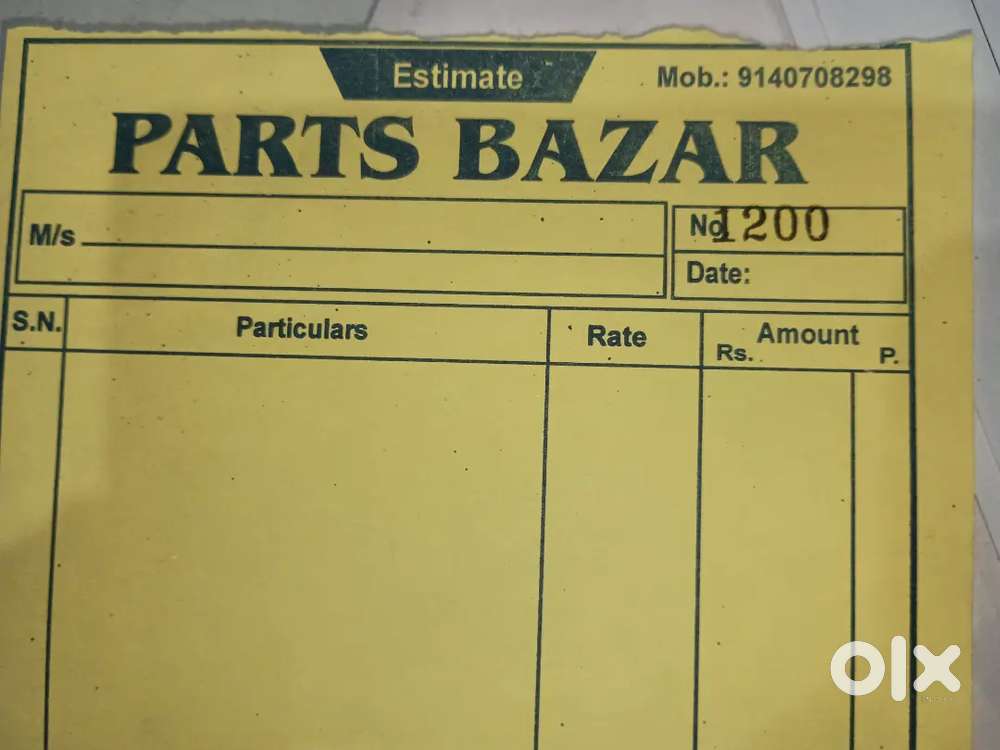 Estimate Mob.: 9140708298
PARTS BAZAR
M/s No. 1200
Date:
S.N. Particulars Rate Amount
Rs. P.
olx